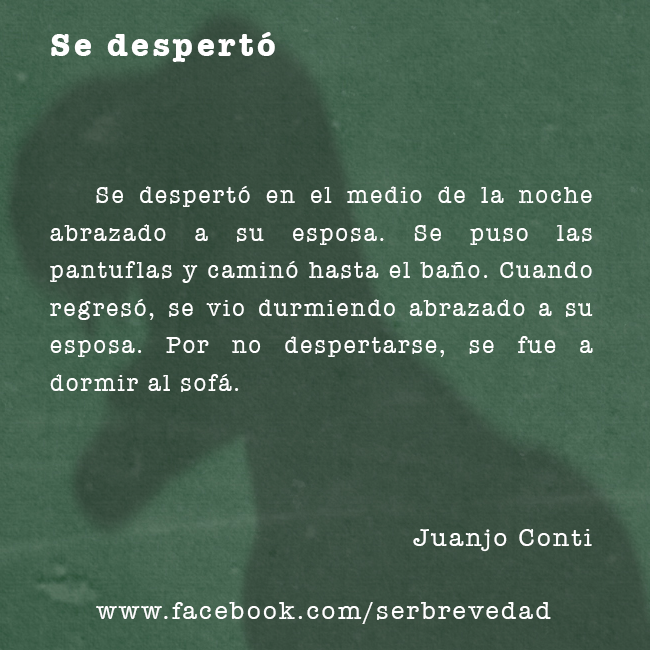 Se despertó
Se despertó en el medio de la noche
abrazado a su esposa. Se puso las
pantuflas y caminó hasta el baño. Cuando
regresó, se vio durmiendo abrazado a su
esposa. Por no despertarse, se fue a
dormir al sofá.
Juanjo Conti
www.facebook.com/serbrevedad